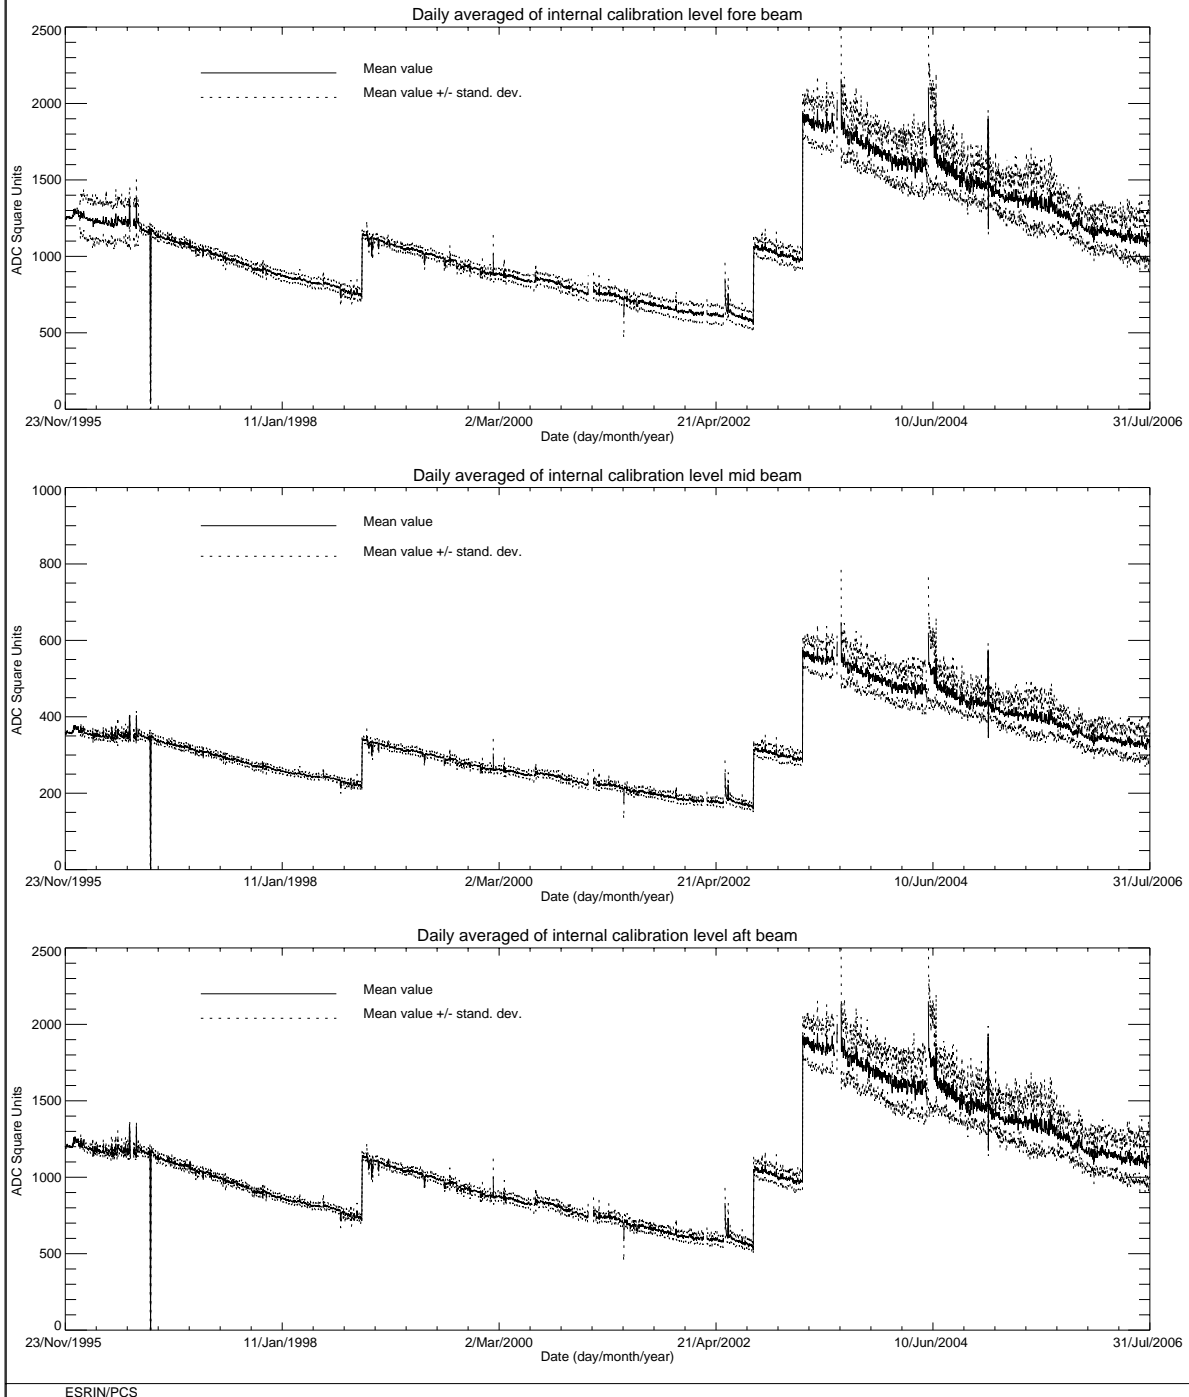 Daily averaged of internal calibration level fore beam
2500
2000
1500
1000
500
0
ADC Square Units
Mean value
Mean value +/- stand. dev.
23/Nov/1995 11/Jan/1998 2/Mar/2000 21/Apr/2002 10/Jun/2004 31/Jul/2006
Date (day/month/year)
Daily averaged of internal calibration level mid beam
1000
800
600
400
200
0
ADC Square Units
Mean value
Mean value +/- stand. dev.
23/Nov/1995 11/Jan/1998 2/Mar/2000 21/Apr/2002 10/Jun/2004 31/Jul/2006
Date (day/month/year)
Daily averaged of internal calibration level aft beam
2500
2000
1500
1000
500
0
ADC Square Units
Mean value
Mean value +/- stand. dev.
23/Nov/1995 11/Jan/1998 2/Mar/2000 21/Apr/2002 10/Jun/2004 31/Jul/2006
Date (day/month/year)
ESRIN/PCS